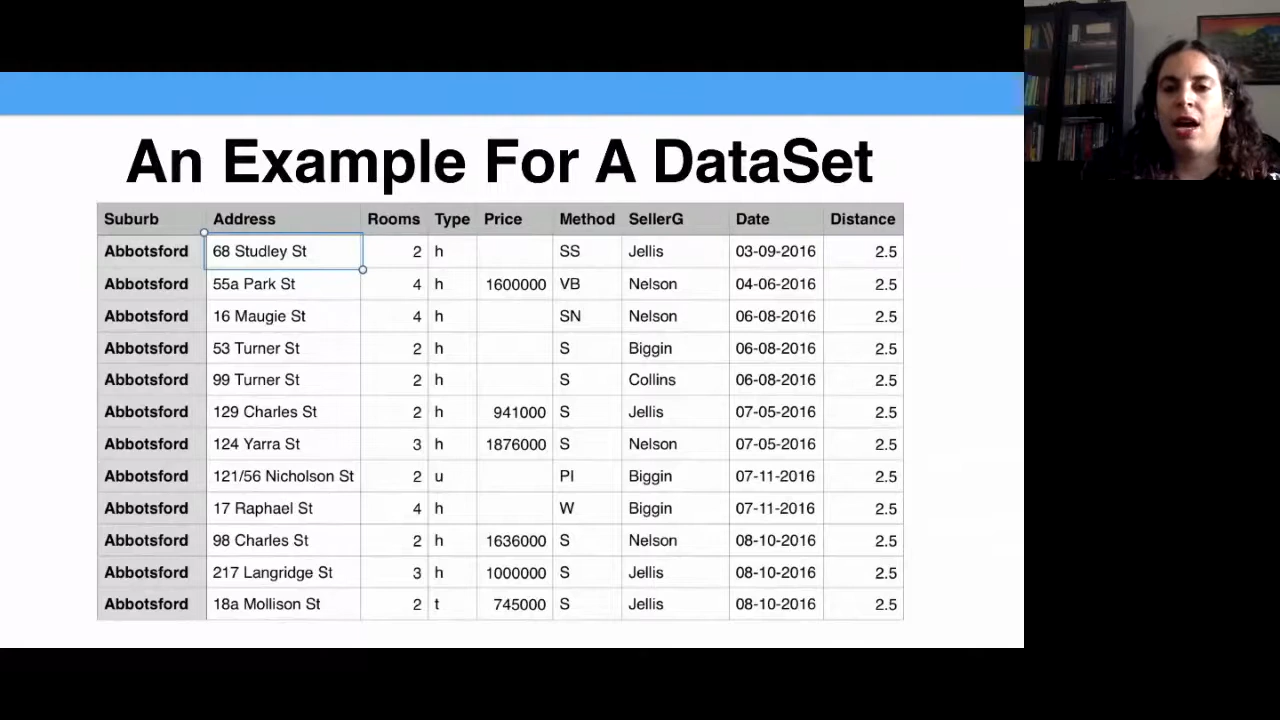 An Example For A DataSet
Suburb Address Rooms Type Price Method SellerG Date Distance
Abbotsford 68 Studley St 2 h SS Jellis 03-09-2016 2.5
Abbotsford 55a Park St 4 h 1600000 VB Nelson 04-06-2016 2.5
Abbotsford 16 Maugie St 4 h SN Nelson 06-08-2016 2.5
Abbotsford 53 Turner St 2 h S Biggin 06-08-2016 2.5
Abbotsford 99 Turner St 2 h S Collins 06-08-2016 2.5
Abbotsford 129 Charles St 2 h 941000 S Jellis 07-05-2016 2.5
Abbotsford 124 Yarra St 3 h 1876000 S Nelson 07-05-2016 2.5
Abbotsford 121/56 Nicholson St 2 u PI Biggin 07-11-2016 2.5
Abbotsford 17 Raphael St 4 h W Biggin 07-11-2016 2.5
Abbotsford 98 Charles St 2 h 1636000 S Nelson 08-10-2016 2.5
Abbotsford 217 Langridge St 3 h 1000000 S Jellis 08-10-2016 2.5
Abbotsford 18a Mollison St 2 t 745000 S Jellis 08-10-2016 2.5